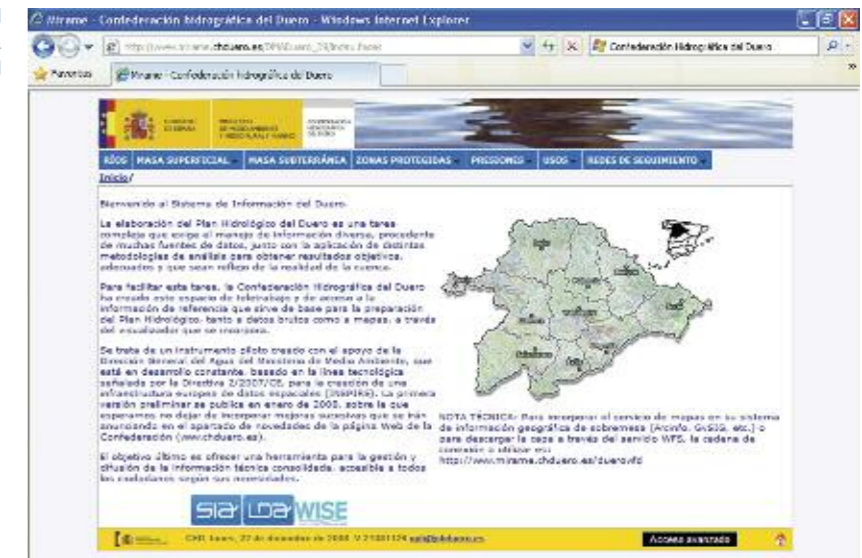 Mírame - Confederación hidrográfica del Duero - Windows Internet Explorer
Confederación Hidrográfica del Duero
Favoritos
Mírame - Confederación hidrográfica del Duero
RÍOS MASA SUPERFICIAL MASA SUBTERRÁNEA ZONAS PROTEGIDAS PRESIONES USOS REDES DE SEGUIMIENTO
Inicio/
Bienvenido al Sistema de Información del Duero.
La elaboración del Plan Hidrológico del Duero es una tarea
compleja que exige el manejo de información diversa, procedente
de muchas fuentes de datos, junto con la aplicación de distintas
metodologías de análisis para obtener resultados objetivos,
adecuados y que sean reflejo de la realidad de la cuenca.
Para facilitar esta tarea, la Confederación Hidrográfica del Duero
ha creado este espacio de teletrabajo y de acceso a la
información de referencia que sirve de base para la preparación
del Plan Hidrológico, tanto a datos brutos como a mapas, a través
del visualizador que se incorpora.
Se trata de un instrumento piloto creado con el apoyo de la
Dirección General del Agua del Ministerio de Medio Ambiente, que
está en desarrollo constante, basado en la línea tecnológica
señalada por la Directiva 2/2007/CE, para la creación de una
infraestructura europea de datos espaciales (INSPIRE). La primera
versión preliminar se publica en enero de 2008, sobre la que
esperamos no dejar de incorporar mejoras sucesivas que se irán
anunciando en el apartado de novedades de la página Web de la
Confederación (www.chduero.es).
El objetivo último es ofrecer una herramienta para la gestión y
difusión de la información técnica consolidada, accesible a todos
los ciudadanos según sus necesidades.
NOTA TÉCNICA: Para incorporar el servicio de mapas en su sistema
de información geográfica de sobremesa (Arcinfo, GvSIG, etc.) o
para descargar la capa a través del servicio WFS, la cadena de
conexión a utilizar es:
http://www.mirame.chduero.es/duerowfs
WISE
CHD, lunes, 22 de diciembre de 2008
Acceso avanzado